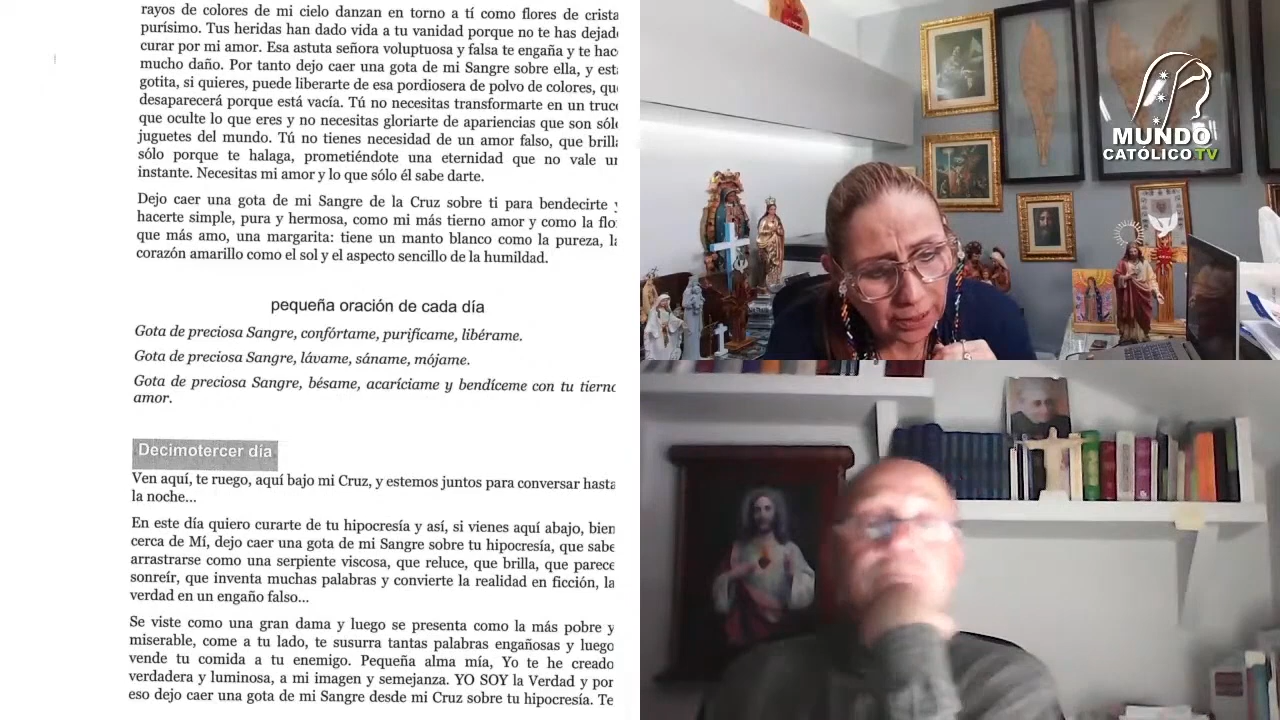 rayos de colores de mi cielo danzan en torno a tí como flores de crista
purísimo. Tus heridas han dado vida a tu vanidad porque no te has dejad
curar por mi amor. Esa astuta señora voluptuosa y falsa te engaña y te hac
mucho daño. Por tanto dejo caer una gota de mi Sangre sobre ella, y est
gotita, si quieres, puede liberarte de esa pordiosera de polvo de colores, qu
desaparecerá porque está vacía. Tú no necesitas transformarte en un truc
que oculte lo que eres y no necesitas gloriarte de apariencias que son sól
juguetes del mundo. Tú no tienes necesidad de un amor falso, que brill
sólo porque te halaga, prometiéndote una eternidad que no vale u
instante. Necesitas mi amor y lo que sólo él sabe darte.
Dejo caer una gota de mi Sangre de la Cruz sobre ti para bendecirte y
hacerte simple, pura y hermosa, como mi más tierno amor y como la flo
que más amo, una margarita: tiene un manto blanco como la pureza, l
corazón amarillo como el sol y el aspecto sencillo de la humildad.
pequeña oración de cada día
Gota de preciosa Sangre, confórtame, purifícame, libérame.
Gota de preciosa Sangre, lávame, sáname, mójame.
Gota de preciosa Sangre, bésame, acaríciame y bendíceme con tu tiern
amor.
Decimotercer día
Ven aquí, te ruego, aquí bajo mi Cruz, y estemos juntos para conversar hasta
la noche...
En este día quiero curarte de tu hipocresía y así, si vienes aquí abajo, bien
cerca de Mí, dejo caer una gota de mi Sangre sobre tu hipocresía, que sabe
arrastrarse como una serpiente viscosa, que reluce, que brilla, que parece
sonreír, que inventa muchas palabras y convierte la realidad en ficción, la
verdad en un engaño falso...
Se viste como una gran dama y luego se presenta como la más pobre y
miserable, come a tu lado, te susurra tantas palabras engañosas y luego
vende tu comida a tu enemigo. Pequeña alma mía, Yo te he creado
verdadera y luminosa, a mi imagen y semejanza. YO SOY la Verdad y por
eso dejo caer una gota de mi Sangre desde mi Cruz sobre tu hipocresía. Te
MUNDO
CATÓLICO TV